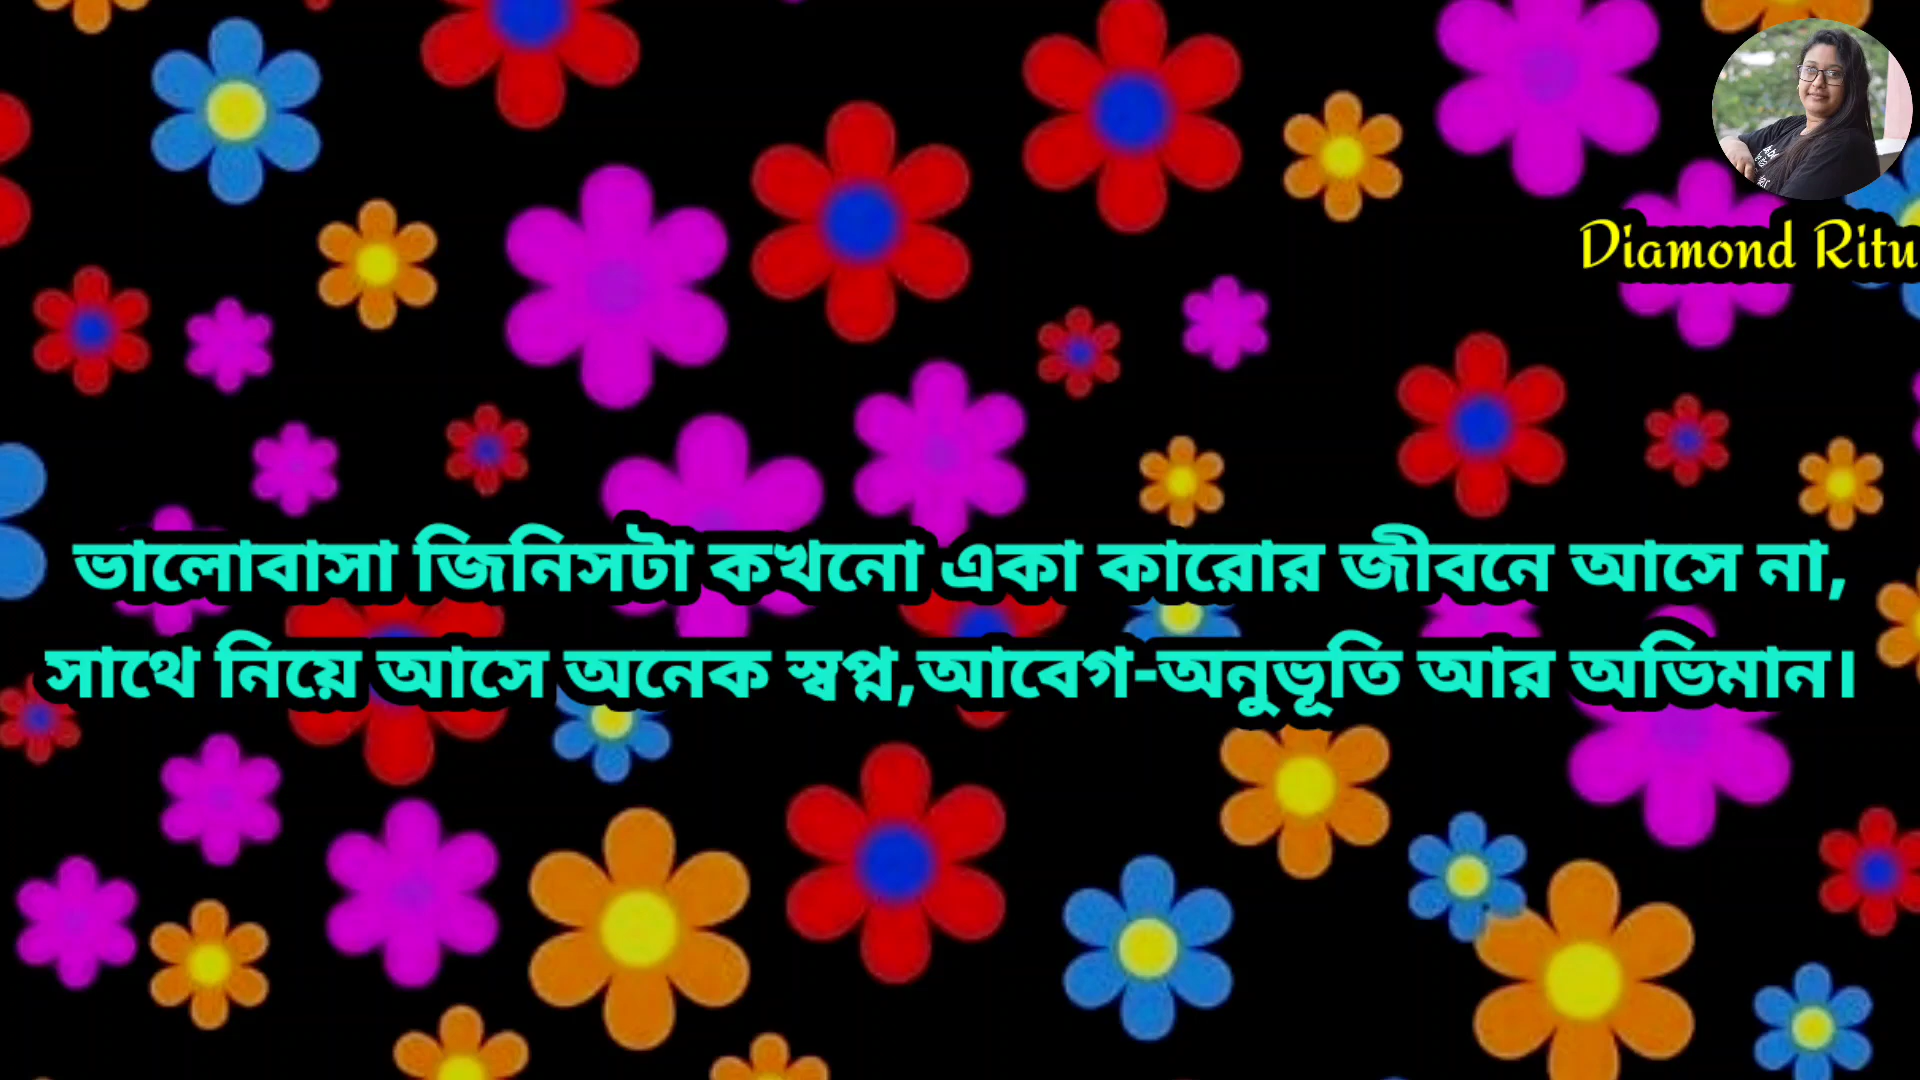 Diamond Ritu
ভালোবাসা জিনিসটা কখনো একা কারোর জীবনে আসে না,
সাথে নিয়ে আসে অনেক স্বপ্ন,আবেগ-অনুভূতি আর অভিমান।